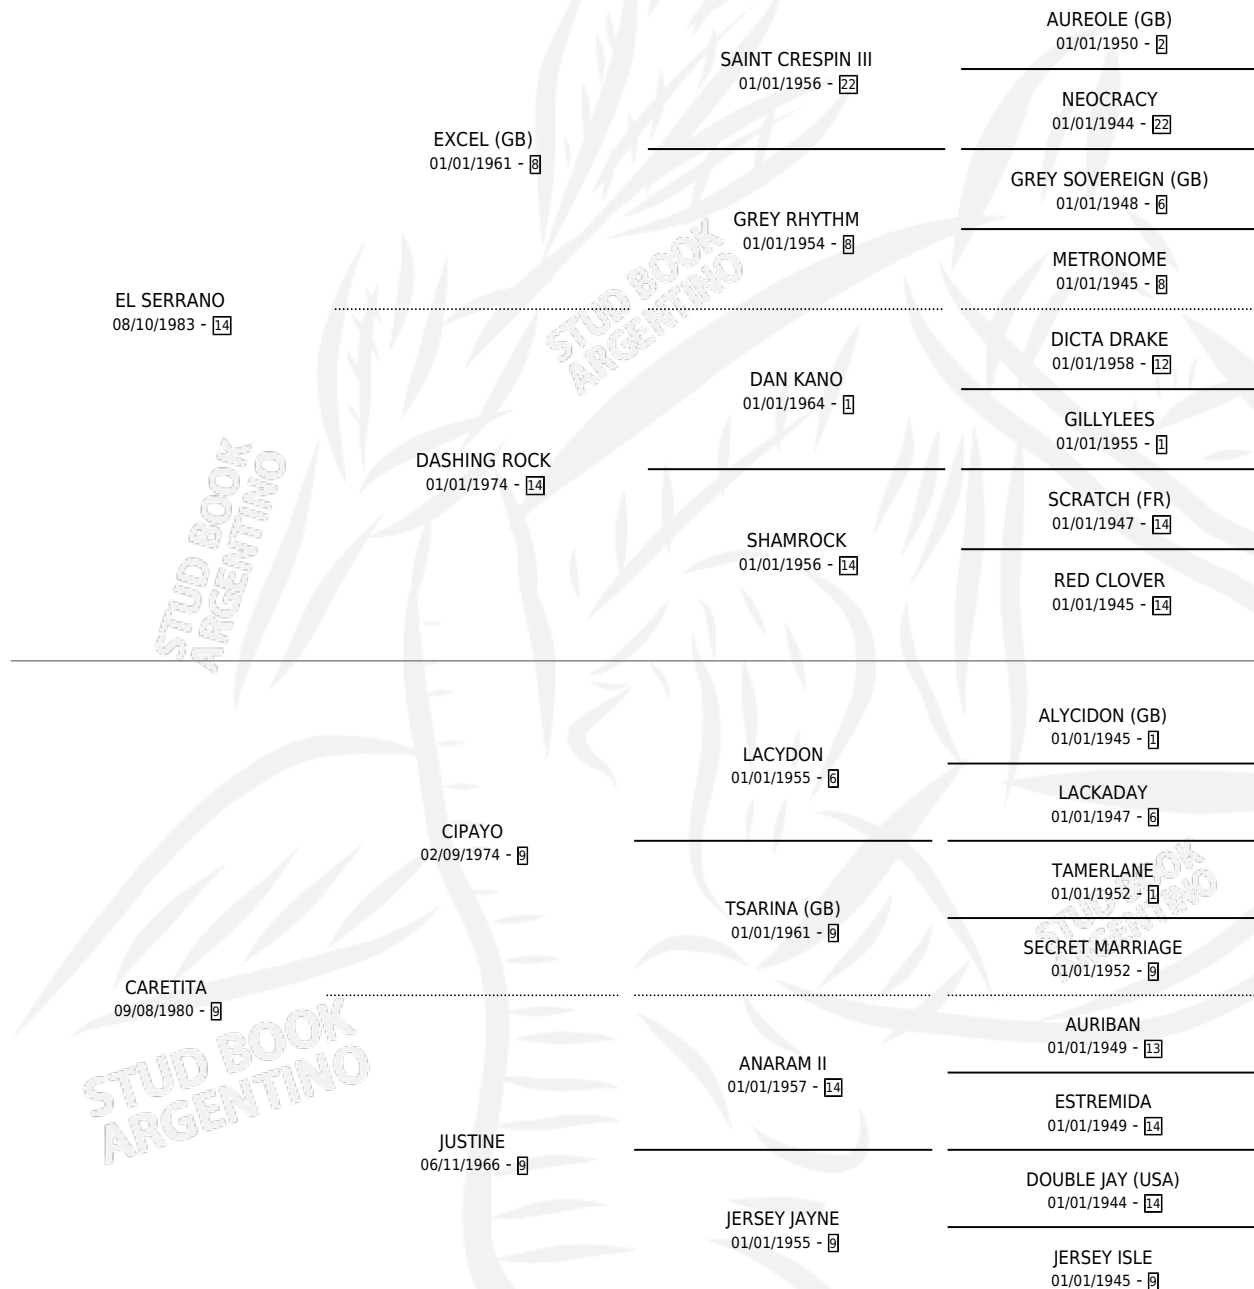 AUREOLE (GB)
01/01/1950 - 2
SAINT CRESPIN III
01/01/1956 - 22
NEOCRACY
01/01/1944 - 22
EXCEL (GB)
01/01/1961 - 8
GREY SOVEREIGN (GB)
01/01/1948 - 6
GREY RHYTHM
01/01/1954 - 8
METRONOME
01/01/1945 - 8
EL SERRANO
08/10/1983 - 14
DICTA DRAKE
01/01/1958 - 12
DAN KANO
01/01/1964 - 1
GILLYLEES
01/01/1955 - 1
DASHING ROCK
01/01/1974 - 14
SCRATCH (FR)
01/01/1947 - 14
SHAMROCK
01/01/1956 - 14
RED CLOVER
01/01/1945 - 14
ALYCIDON (GB)
01/01/1945 - 1
LACYDON
01/01/1955 - 6
LACKADAY
01/01/1947 - 6
CIPAYO
02/09/1974 - 9
TAMERLANE
01/01/1952 - 1
TSARINA (GB)
01/01/1961 - 9
SECRET MARRIAGE
01/01/1952 - 9
CARETITA
09/08/1980 - 9
AURIBAN
01/01/1949 - 13
ANARAM II
01/01/1957 - 14
ESTREMIDA
01/01/1949 - 14
JUSTINE
06/11/1966 - 9
DOUBLE JAY (USA)
01/01/1944 - 14
JERSEY JAYNE
01/01/1955 - 9
JERSEY ISLE
01/01/1945 - 9
STUD BOOK
ARGENTINO
STUD BOOK
ARGENTINO
STUD BOOK
ARGENTINO
STUD BOOK
ARGENTINO